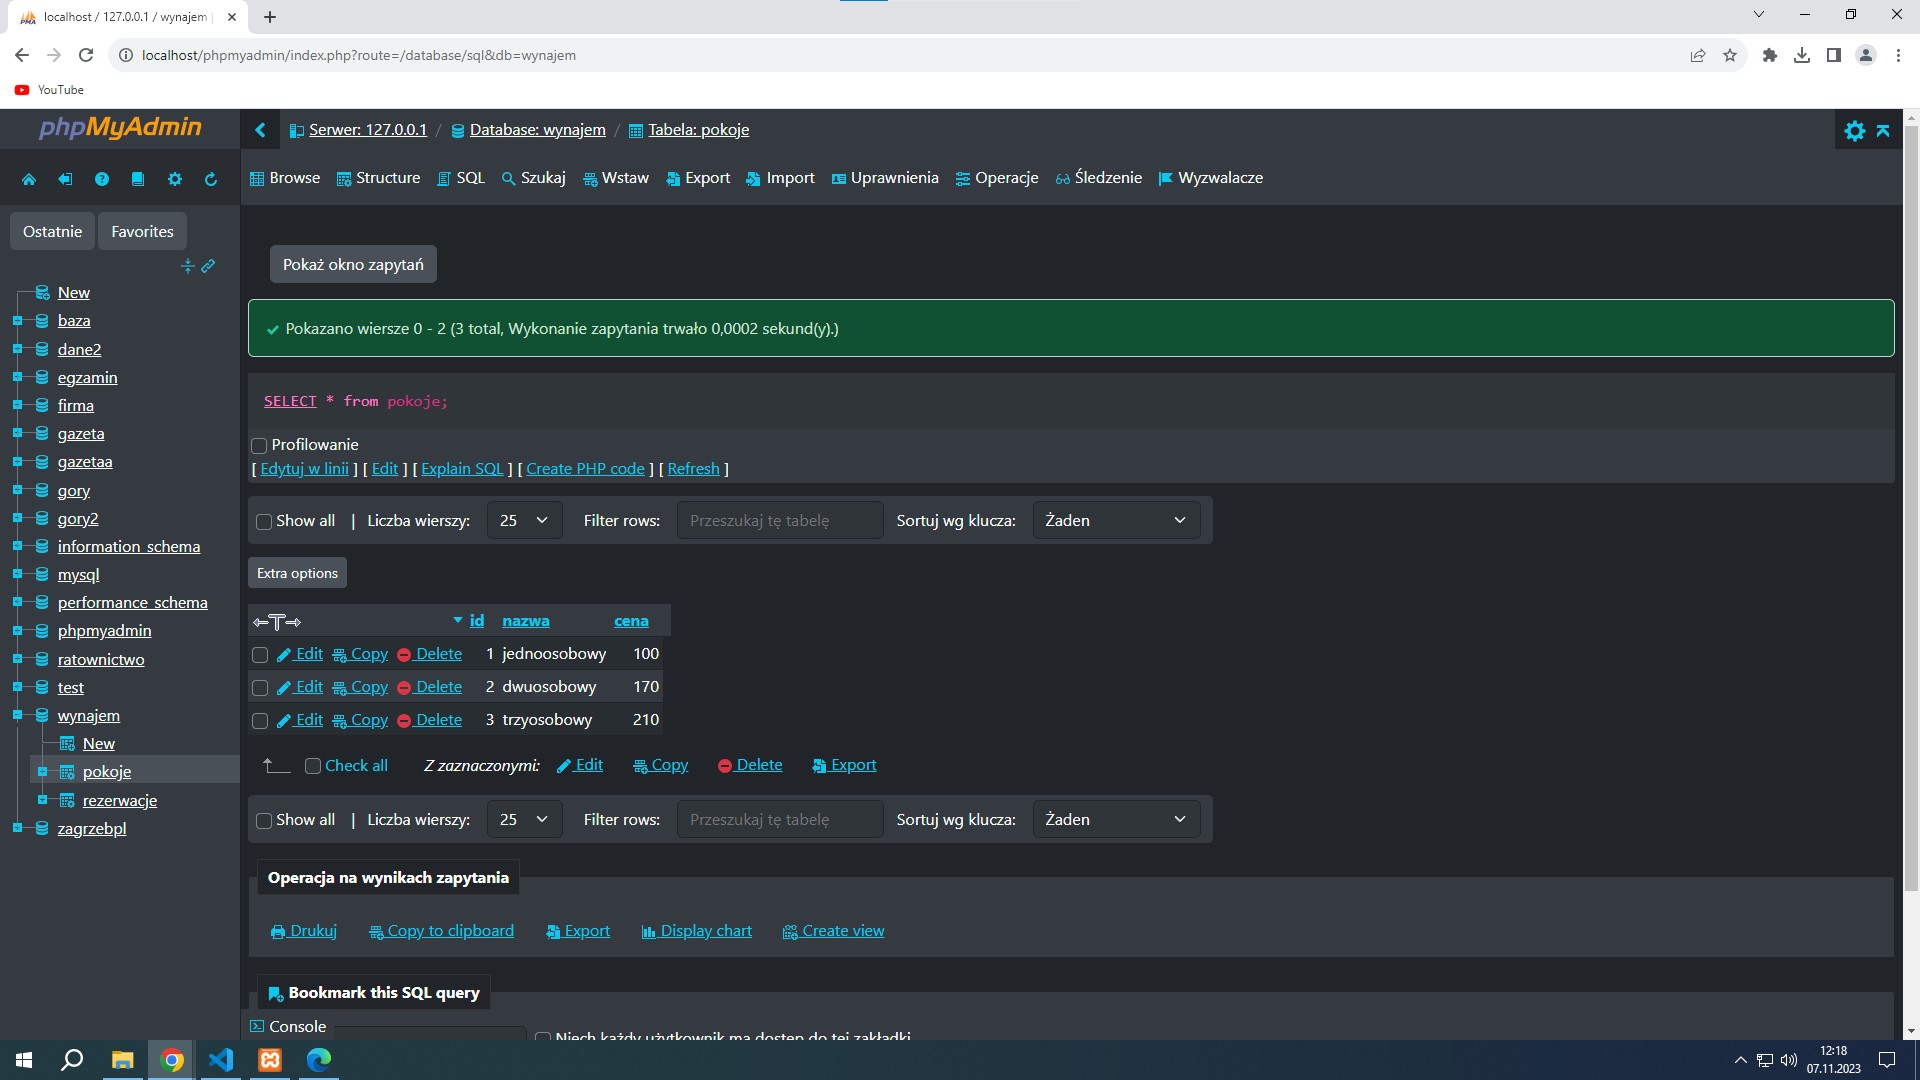 localhost / 127.0.0.1 / wynajem |
localhost/phpmyadmin/index.php?route=/database/sql&db=wynajem
YouTube
phpMyAdmin
Serwer: 127.0.0.1 / Database: wynajem / Tabela: pokoje
Browse Structure SQL Szukaj Wstaw Export Import Uprawnienia Operacje Śledzenie Wyzwalacze
Ostatnie Favorites
New
baza
dane2
egzamin
firma
gazeta
gazetaa
gory
gory2
information_schema
mysql
performance_schema
phpmyadmin
ratownictwo
test
wynajem
New
pokoje
rezerwacje
zagrzebpl
Pokaż okno zapytań
Pokazano wiersze 0 - 2 (3 total, Wykonanie zapytania trwało 0,0002 sekund(y).)
SELECT * from pokoje;
Profilowanie
[ Edytuj w linii ] [ Edit ] [ Explain SQL ] [ Create PHP code ] [ Refresh ]
Show all | Liczba wierszy: 25 Filter rows: Przeszukaj tę tabelę Sortuj wg klucza: Żaden
Extra options
←T→ id nazwa cena
Edit Copy Delete 1 jednoosobowy 100
Edit Copy Delete 2 dwuosobowy 170
Edit Copy Delete 3 trzyosobowy 210
Check all Z zaznaczonymi: Edit Copy Delete Export
Show all | Liczba wierszy: 25 Filter rows: Przeszukaj tę tabelę Sortuj wg klucza: Żaden
Operacja na wynikach zapytania
Drukuj Copy to clipboard Export Display chart Create view
Bookmark this SQL query
Console
Niech każdy użytkownik ma dostęp do tej zakładki
12:18
07.11.2023